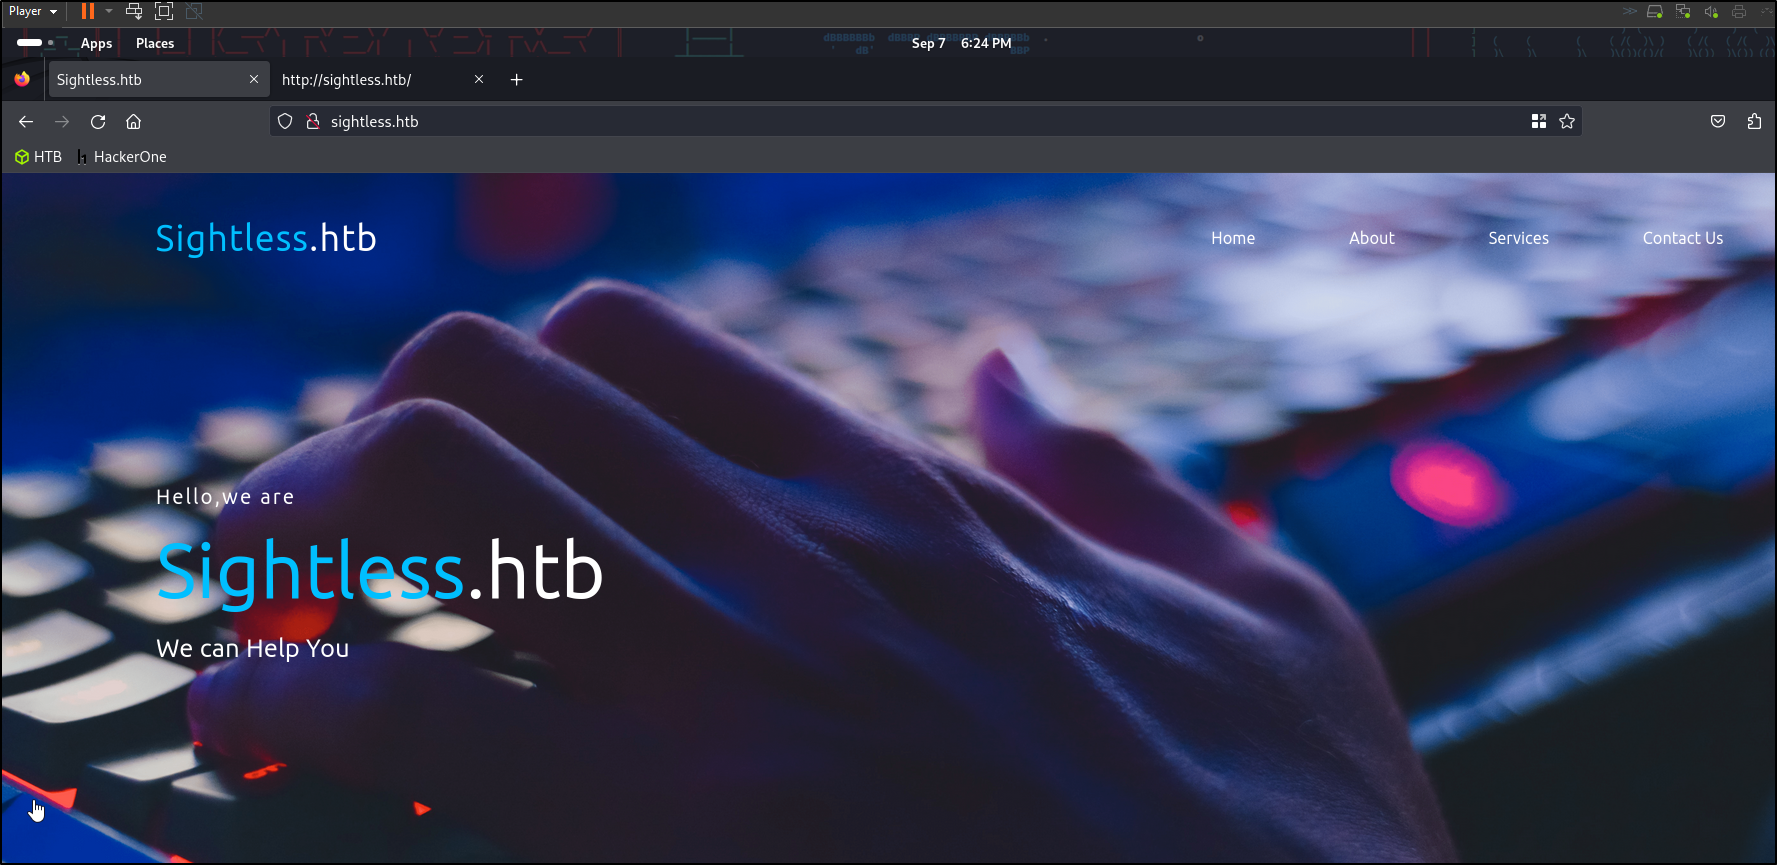 Player
Apps Places
Sep 7 6:24 PM
Sightless.htb
http://sightless.htb/
sightless.htb
HTB
HackerOne
Sightless.htb
Home
About
Services
Contact Us
Hello,we are
Sightless.htb
We can Help You